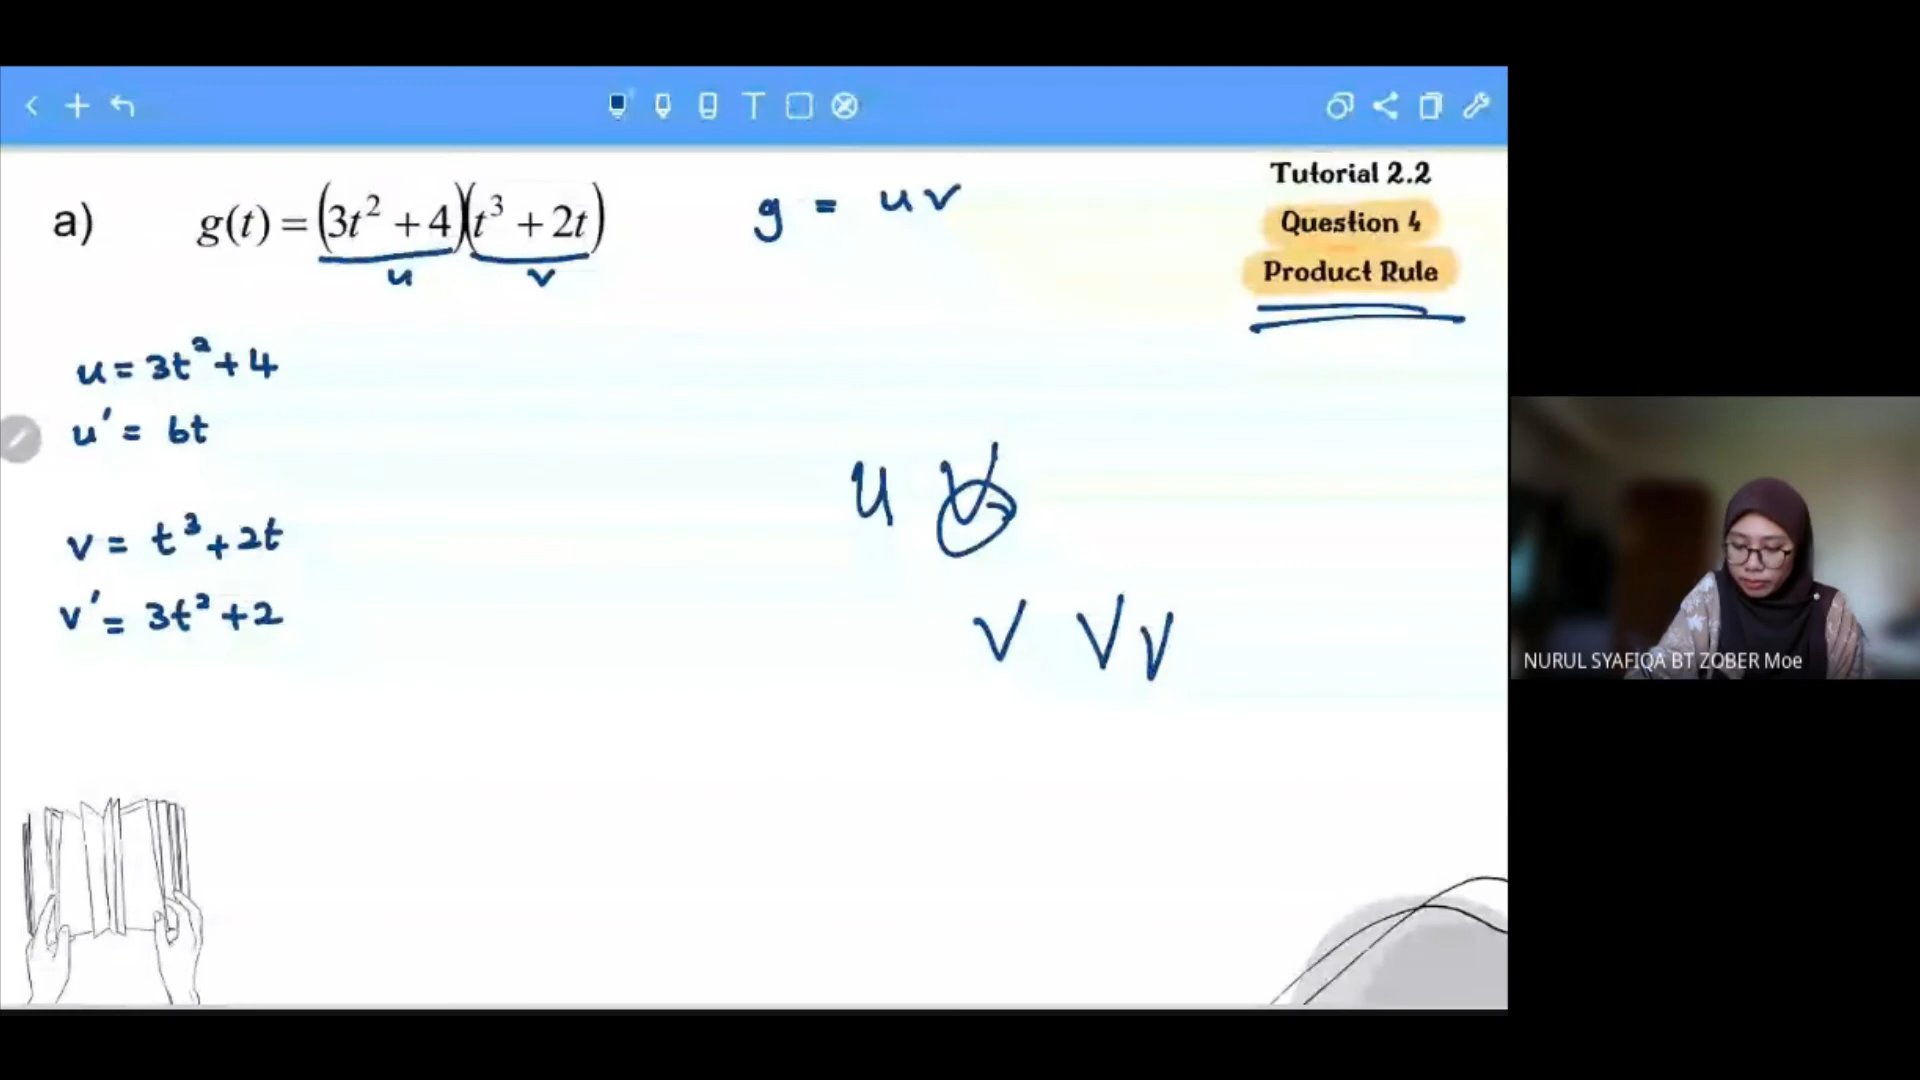 Tutorial 2.2
a) g(t) = (3t² + 4)(t³ + 2t) g = uv
Question 4
u v
Product Rule
u = 3t² + 4
u' = 6t
u v
v = t³ + 2t
v' = 3t² + 2
v v v
NURUL SYAFIQA BT ZOBER Moe